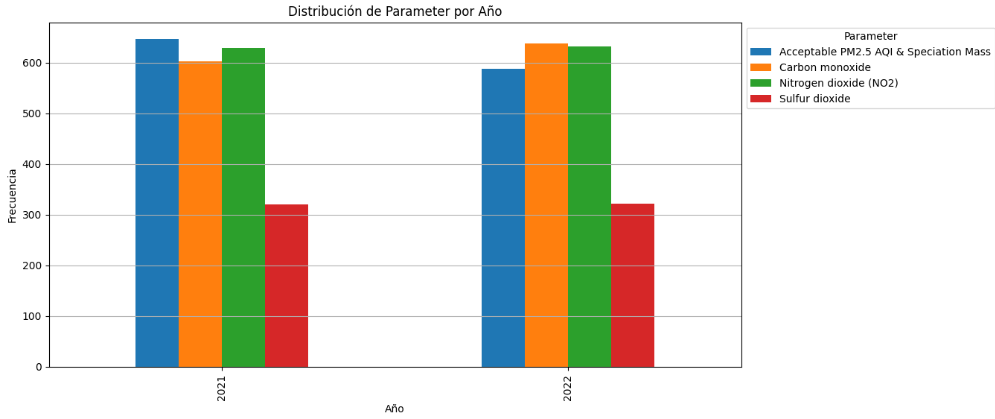 Distribución de Parameter por Año
Parameter
Acceptable PM2.5 AQI & Speciation Mass
Carbon monoxide
Nitrogen dioxide (NO2)
Sulfur dioxide
Frecuencia
600
500
400
300
200
100
0
2021
2022
Año